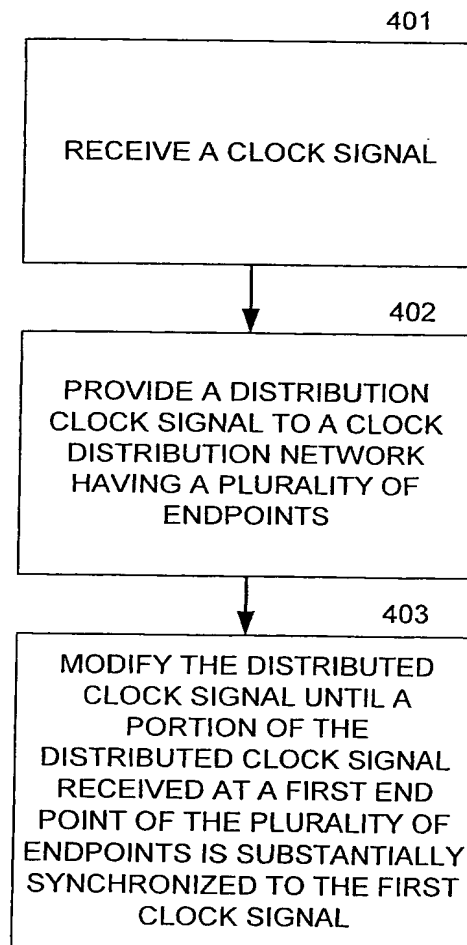 401
RECEIVE A CLOCK SIGNAL
402
PROVIDE A DISTRIBUTION
CLOCK SIGNAL TO A CLOCK
DISTRIBUTION NETWORK
HAVING A PLURALITY OF
ENDPOINTS
403
MODIFY THE DISTRIBUTED
CLOCK SIGNAL UNTIL A
PORTION OF THE
DISTRIBUTED CLOCK SIGNAL
RECEIVED AT A FIRST END
POINT OF THE PLURALITY OF
ENDPOINTS IS SUBSTANTIALLY
SYNCHRONIZED TO THE FIRST
CLOCK SIGNAL